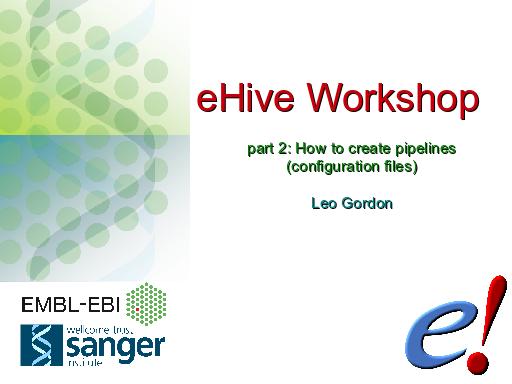 eHive Workshop
part 2: How to create pipelines
(configuration files)
Leo Gordon
EMBL-EBI
wellcome trust
sanger
institute
e!